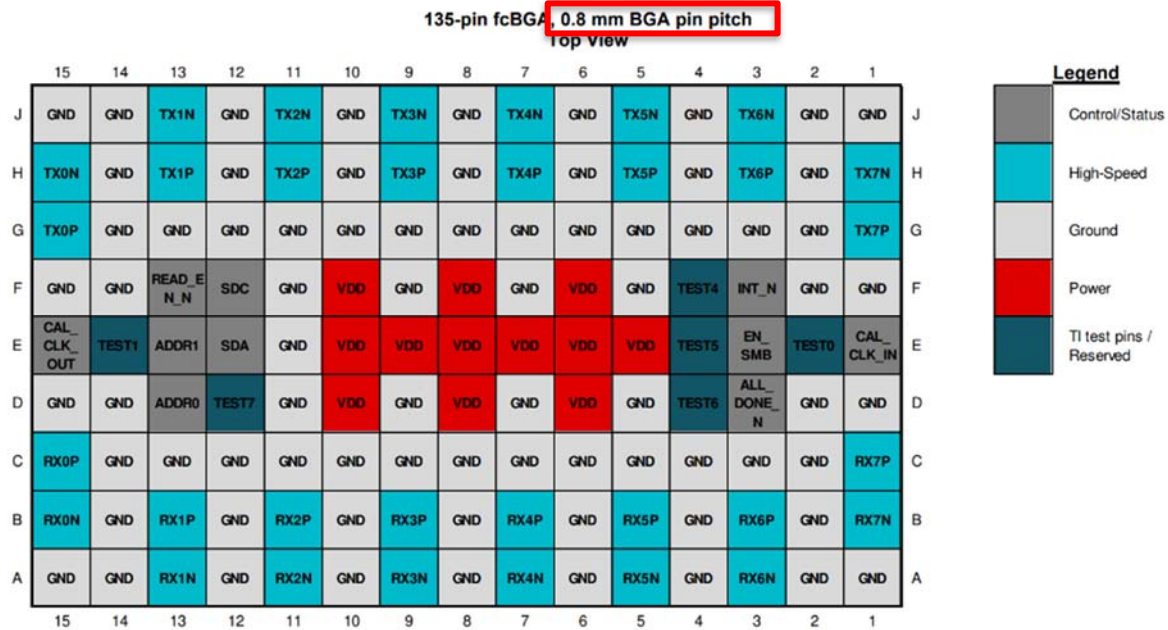 135-pin fcBGA, 0.8 mm BGA pin pitch
Top View
15 14 13 12 11 10 9 8 7 6 5 4 3 2 1
Legend
J GND GND TX1N GND TX2N GND TX3N GND TX4N GND TX5N GND TX6N GND GND J
Control/Status
H TX0N GND TX1P GND TX2P GND TX3P GND TX4P GND TX5P GND TX6P GND TX7N H
High-Speed
G TX0P GND GND GND GND GND GND GND GND GND GND GND GND GND TX7P G
Ground
F GND GND READ_E SDC GND VDD GND VDD GND VDD GND TEST4 INT_N GND GND F
N_N
Power
CAL_
E CLK_ TEST1 ADDR1 SDA GND VDD VDD VDD VDD VDD VDD TEST5 EN_ TEST0 CAL_ E
OUT SMB CLK_IN
TI test pins /
Reserved
D GND GND ADDR0 TEST7 GND VDD GND VDD GND VDD GND TEST6 ALL_ GND GND D
DONE_
N
C RX0P GND GND GND GND GND GND GND GND GND GND GND GND GND RX7P C
B RX0N GND RX1P GND RX2P GND RX3P GND RX4P GND RX5P GND RX6P GND RX7N B
A GND GND RX1N GND RX2N GND RX3N GND RX4N GND RX5N GND RX6N GND GND A
15 14 13 12 11 10 9 8 7 6 5 4 3 2 1